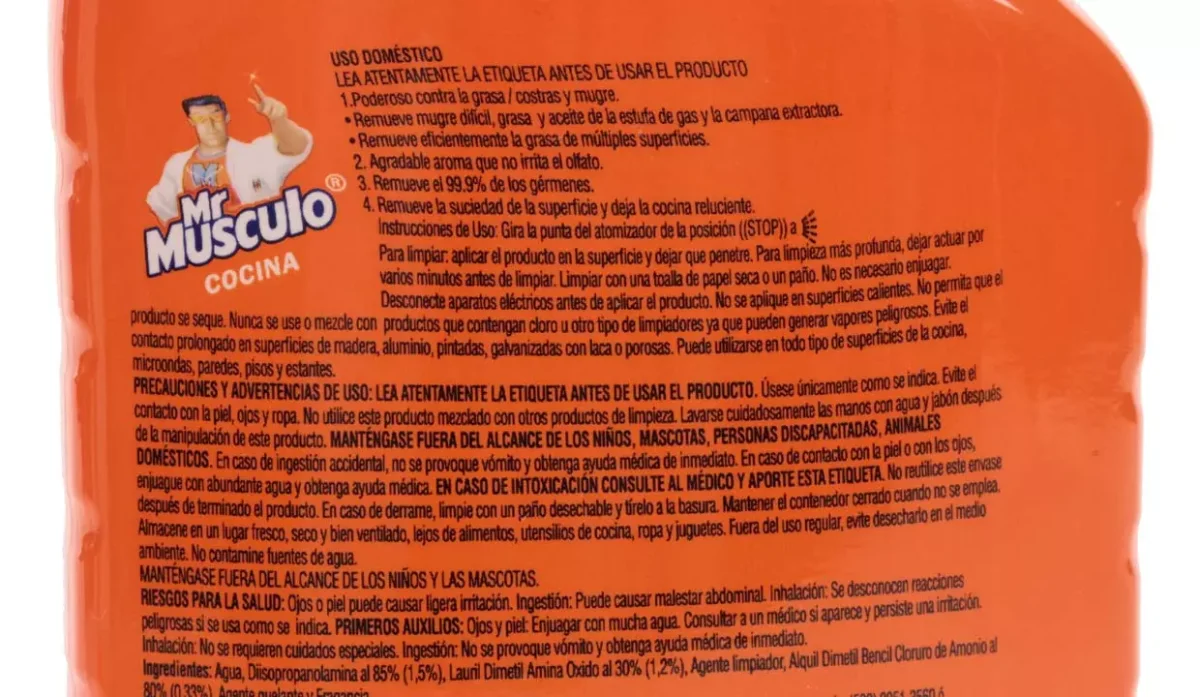 USO DOMÉSTICO
LEA ATENTAMENTE LA ETIQUETA ANTES DE USAR EL PRODUCTO
1.Poderoso contra la grasa / costras y mugre.
• Remueve mugre difícil, grasa y aceite de la estufa de gas y la campana extractora.
• Remueve eficientemente la grasa de múltiples superficies.
2. Agradable aroma que no irrita el olfato.
3. Remueve el 99.9% de los gérmenes.
4. Remueve la suciedad de la superficie y deja la cocina reluciente.
Mr
Musculo®
COCINA
Instrucciones de Uso: Gira la punta del atomizador de la posición ((STOP)) a
Para limpiar: aplicar el producto en la superficie y dejar que penetre. Para limpieza más profunda, dejar actuar por
varios minutos antes de limpiar. Limpiar con una toalla de papel seca o un paño. No es necesario enjuagar.
Desconecte aparatos eléctricos antes de aplicar el producto. No se aplique en superficies calientes. No permita que el
producto se seque. Nunca se use o mezcle con productos que contengan cloro u otro tipo de limpiadores ya que pueden generar vapores peligrosos. Evite el
contacto prolongado en superficies de madera, aluminio, pintadas, galvanizadas con laca o porosas. Puede utilizarse en todo tipo de superficies de la cocina,
microondas, paredes, pisos y estantes.
PRECAUCIONES Y ADVERTENCIAS DE USO: LEA ATENTAMENTE LA ETIQUETA ANTES DE USAR EL PRODUCTO. Úsese únicamente como se indica. Evite el
contacto con la piel, ojos y ropa. No utilice este producto mezclado con otros productos de limpieza. Lavarse cuidadosamente las manos con agua y jabón después
de la manipulación de este producto. MANTÉNGASE FUERA DEL ALCANCE DE LOS NIÑOS, MASCOTAS, PERSONAS DISCAPACITADAS, ANIMALES
DOMÉSTICOS. En caso de ingestión accidental, no se provoque vómito y obtenga ayuda médica de inmediato. En caso de contacto con la piel o con los ojos,
enjuague con abundante agua y obtenga ayuda médica. EN CASO DE INTOXICACIÓN CONSULTE AL MÉDICO Y APORTE ESTA ETIQUETA. No reutilice este envase
después de terminado el producto. En caso de derrame, limpie con un paño desechable y tírelo a la basura. Mantener el contenedor cerrado cuando no se emplea.
Almacene en un lugar fresco, seco y bien ventilado, lejos de alimentos, utensilios de cocina, ropa y juguetes. Fuera del uso regular, evite desecharlo en el medio
ambiente. No contamine fuentes de agua.
MANTÉNGASE FUERA DEL ALCANCE DE LOS NIÑOS Y LAS MASCOTAS.
RIESGOS PARA LA SALUD: Ojos o piel puede causar ligera irritación. Ingestión: Puede causar malestar abdominal. Inhalación: Se desconocen reacciones
peligrosas si se usa como se indica. PRIMEROS AUXILIOS: Ojos y piel: Enjuagar con mucha agua. Consultar a un médico si aparece y persiste una irritación.
Inhalación: No se requieren cuidados especiales. Ingestión: No se provoque vómito y obtenga ayuda médica de inmediato.
Ingredientes: Agua, Diisopropanolamina al 85% (1,5%), Lauril Dimetil Amina Oxido al 30% (1,2%), Agente limpiador, Alquil Dimetil Bencil Cloruro de Amonio al
80% (0,33%), Agente quelante y Fragancia